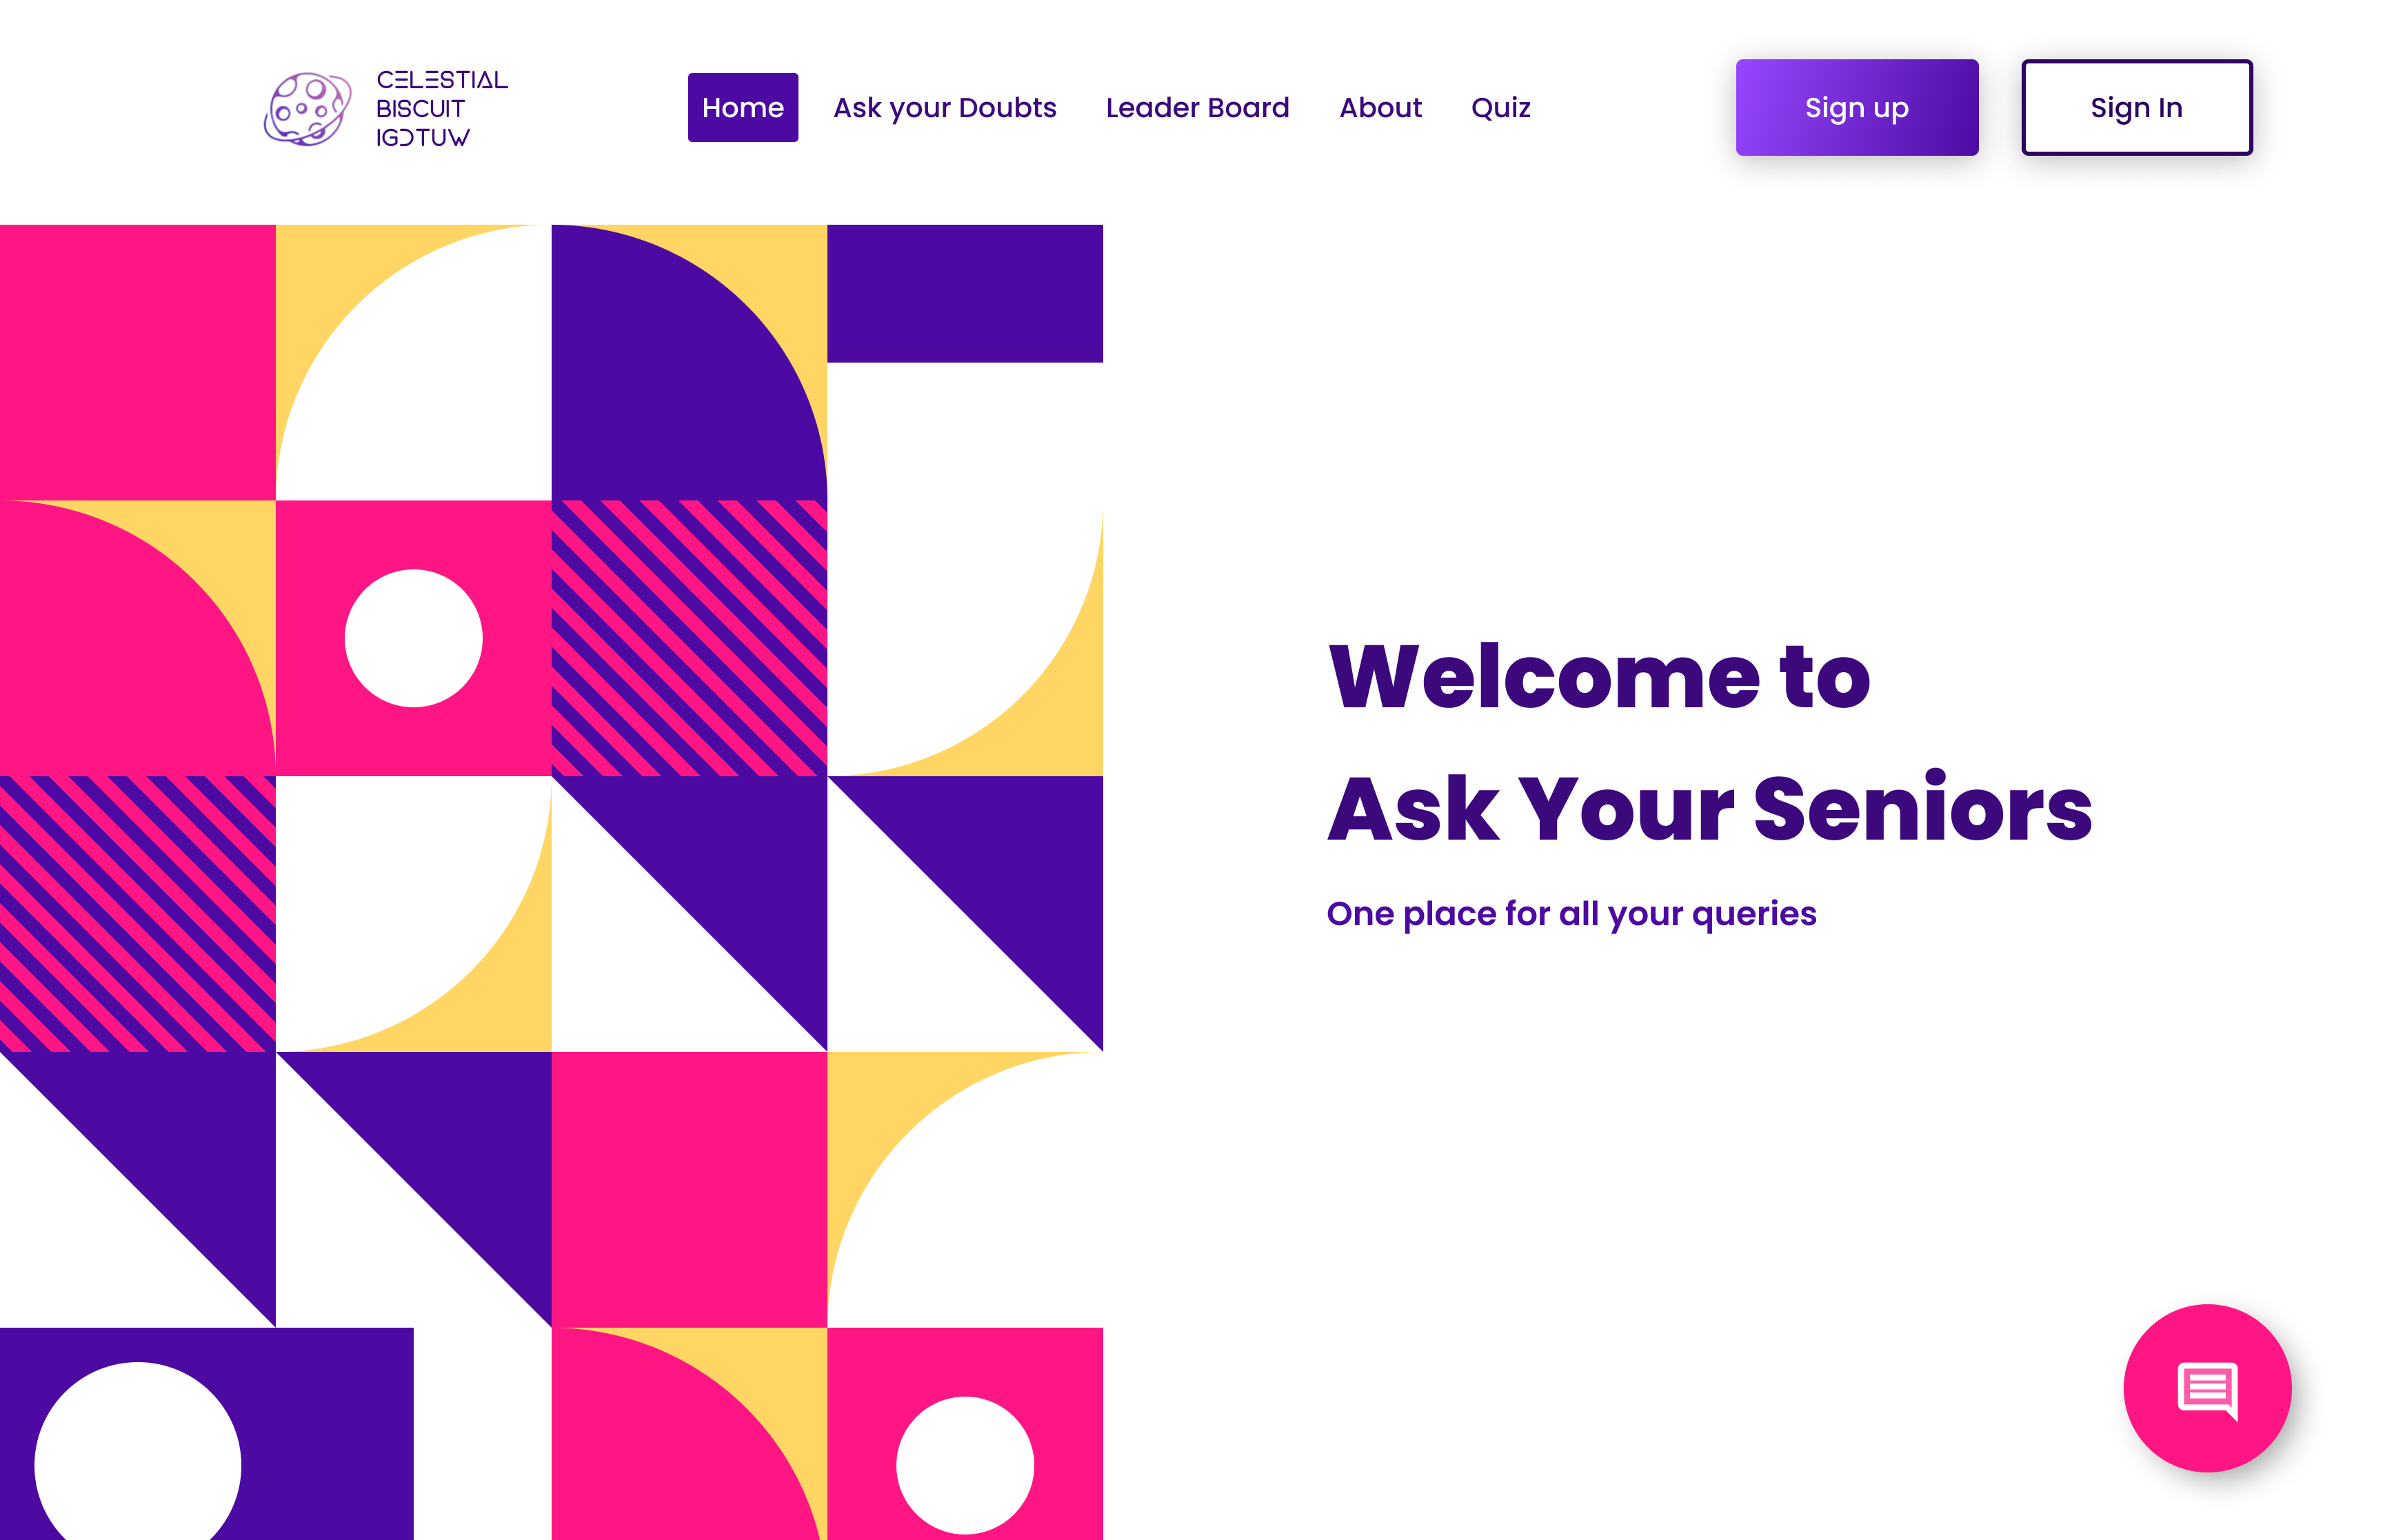 CELESTIAL
BISCUIT
IGDTUW
Home Ask your Doubts Leader Board About Quiz Sign up Sign In
Welcome to
Ask Your Seniors
One place for all your queries